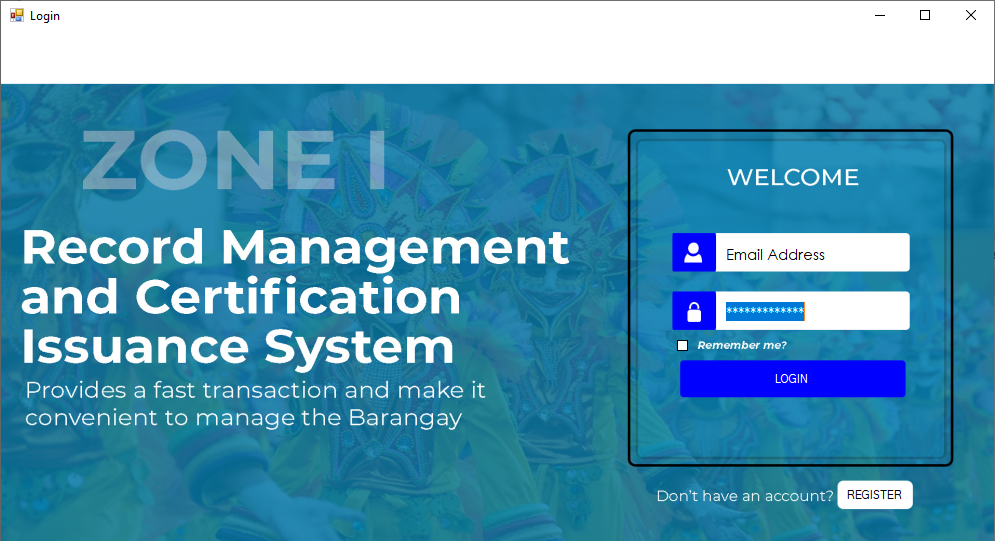 Login
ZONE I
Record Management
and Certification
Issuance System
Provides a fast transaction and make it
convenient to manage the Barangay
WELCOME
Email Address
*************
Remember me?
LOGIN
Don't have an account? REGISTER